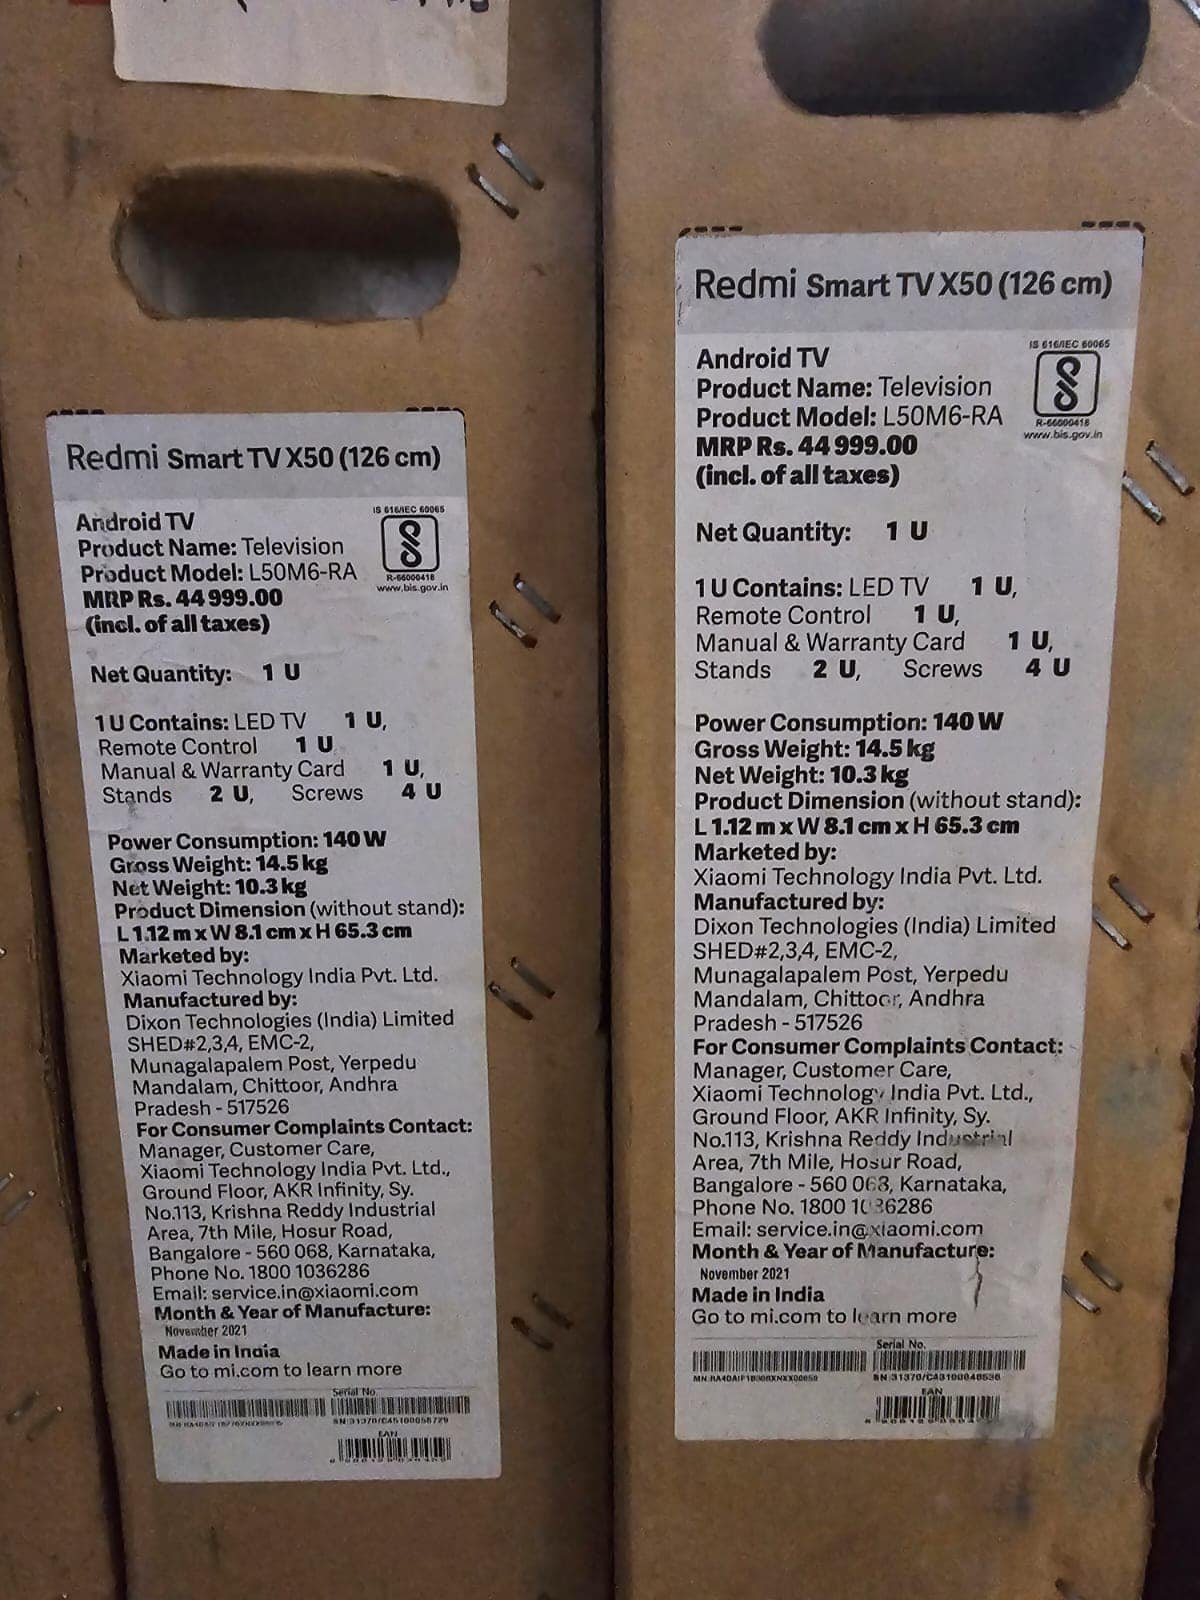 Redmi Smart TV X50 (126 cm)
Android TV
Product Name: Television
Product Model: L50M6-RA
MRP Rs. 44 999.00
(incl. of all taxes)
IS 616/IEC 60065
R-66000418
www.bis.gov.in
Net Quantity: 1 U
1 U Contains: LED TV 1 U,
Remote Control 1 U
Manual & Warranty Card 1 U,
Stands 2 U, Screws 4 U
Power Consumption: 140 W
Gross Weight: 14.5 kg
Net Weight: 10.3 kg
Product Dimension (without stand):
L 1.12 m x W 8.1 cm x H 65.3 cm
Marketed by:
Xiaomi Technology India Pvt. Ltd.
Manufactured by:
Dixon Technologies (India) Limited
SHED#2,3,4, EMC-2,
Munagalapalem Post, Yerpedu
Mandalam, Chittoor, Andhra
Pradesh - 517526
For Consumer Complaints Contact:
Manager, Customer Care,
Xiaomi Technology India Pvt. Ltd.,
Ground Floor, AKR Infinity, Sy.
No.113, Krishna Reddy Industrial
Area, 7th Mile, Hosur Road,
Bangalore - 560 068, Karnataka,
Phone No. 1800 1036286
Email: service.in@xiaomi.com
Month & Year of Manufacture:
November 2021
Made in India
Go to mi.com to learn more
Serial No.
SN:31370/C45100058729
EAN
Redmi Smart TV X50 (126 cm)
Android TV
Product Name: Television
Product Model: L50M6-RA
MRP Rs. 44 999.00
(incl. of all taxes)
IS 616/IEC 60065
R-66000418
www.bis.gov.in
Net Quantity: 1 U
1 U Contains: LED TV 1 U,
Remote Control 1 U,
Manual & Warranty Card 1 U,
Stands 2 U, Screws 4 U
Power Consumption: 140 W
Gross Weight: 14.5 kg
Net Weight: 10.3 kg
Product Dimension (without stand):
L 1.12 m x W 8.1 cm x H 65.3 cm
Marketed by:
Xiaomi Technology India Pvt. Ltd.
Manufactured by:
Dixon Technologies (India) Limited
SHED#2,3,4, EMC-2,
Munagalapalem Post, Yerpedu
Mandalam, Chittoor, Andhra
Pradesh - 517526
For Consumer Complaints Contact:
Manager, Customer Care,
Xiaomi Technology India Pvt. Ltd.,
Ground Floor, AKR Infinity, Sy.
No.113, Krishna Reddy Industrial
Area, 7th Mile, Hosur Road,
Bangalore - 560 068, Karnataka,
Phone No. 1800 1036286
Email: service.in@xiaomi.com
Month & Year of Manufacture:
November 2021
Made in India
Go to mi.com to learn more
Serial No.
SN:31370/CA3100048536
EAN